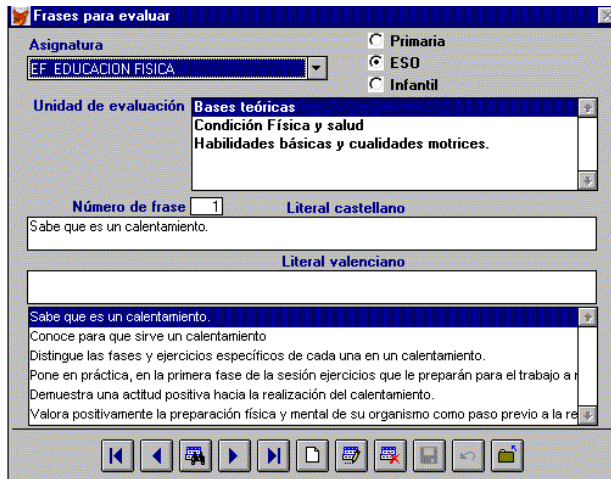 Frases para evaluar
Asignatura
Primaria
EF EDUCACION FISICA
ESO
Infantil
Unidad de evaluación
Bases teóricas
Condición Física y salud
Habilidades básicas y cualidades motrices.
Número de frase 1
Literal castellano
Sabe que es un calentamiento.
Literal valenciano
Sabe que es un calentamiento.
Conoce para que sirve un calentamiento
Distingue las fases y ejercicios específicos de cada una en un calentamiento.
Pone en práctica, en la primera fase de la sesión ejercicios que le preparán para el trabajo a
Demuestra una actitud positiva hacia la realización del calentamiento.
Valora positivamente la preparación física y mental de su organismo como paso previo a la re